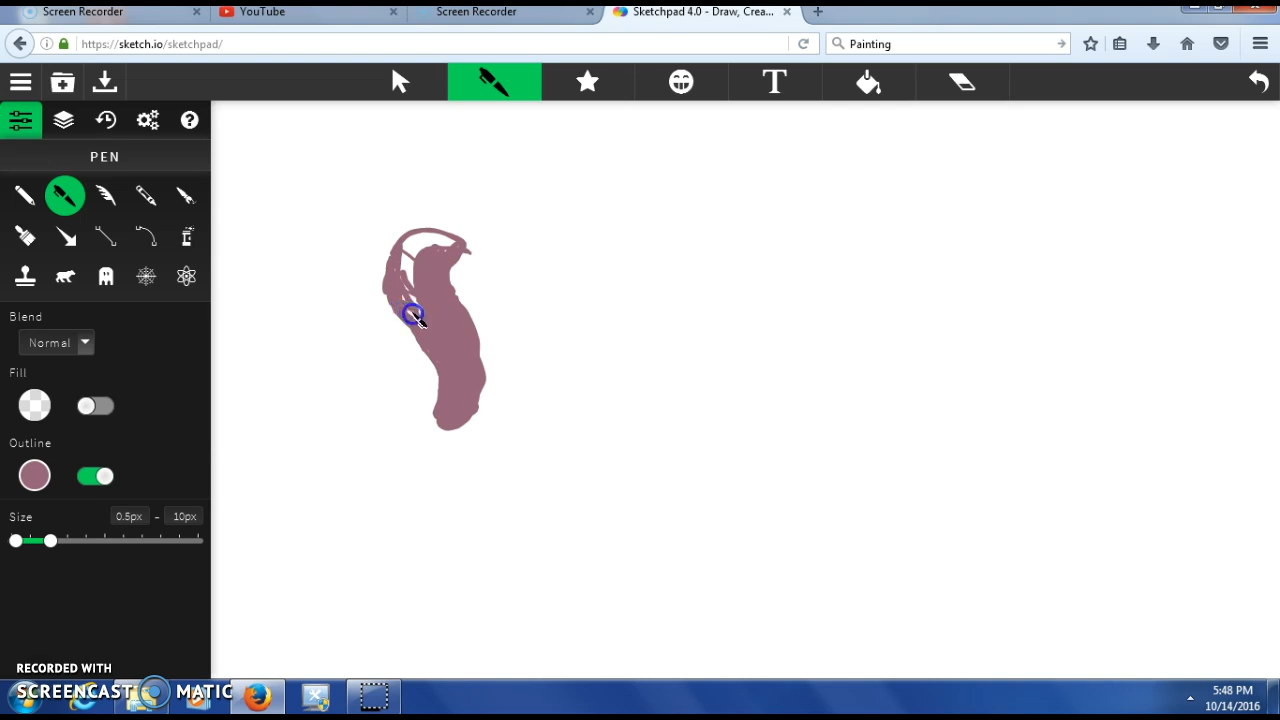 Screen Recorder
YouTube
Screen Recorder
Sketchpad 4.0 - Draw, Crea...
https://sketch.io/sketchpad/
Painting
T
PEN
Blend
Normal
Fill
Outline
Size
0.5px - 10px
RECORDED WITH
SCREENCAST MATIC
5:48 PM
10/14/2016